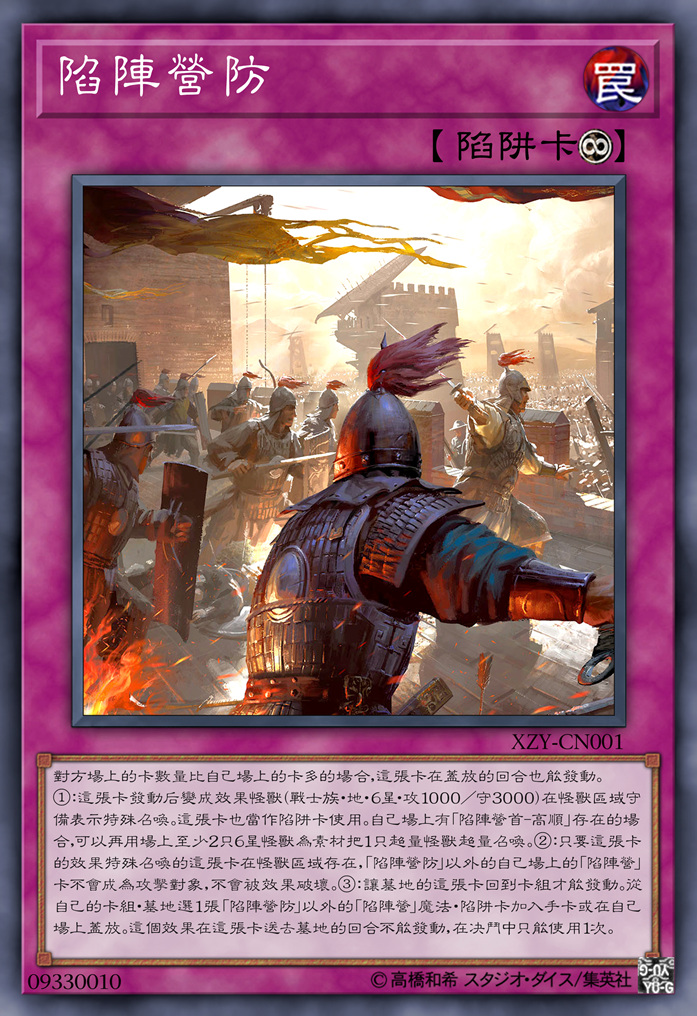 陷陣營防
罠
【陷阱卡♾】
XZY-CN001
對方場上的卡數量比自己場上的卡多的場合,這張卡在蓋放的回合也能發動。
①:這張卡發動后變成效果怪獸(戰士族·地·6星·攻1000/守3000)在怪獸區域守
備表示特殊召喚。這張卡也當作陷阱卡使用。自己場上有「陷陣營首-高順」存在的場
合,可以再用場上至少2只6星怪獸為素材把1只超量怪獸超量召喚。②:只要這張卡
的效果特殊召喚的這張卡在怪獸區域存在,「陷陣營防」以外的自己場上的「陷陣營」
卡不會成為攻擊對象,不會被效果破壞。③:讓墓地的這張卡回到卡組才能發動。從
自己的卡組·墓地選1張「陷陣營防」以外的「陷陣營」魔法·陷阱卡加入手卡或在自己
場上蓋放。這個效果在這張卡送去墓地的回合不能發動,在決鬥中只能使用1次。
09330010
©高橋和希 スタジオ・ダイス/集英社